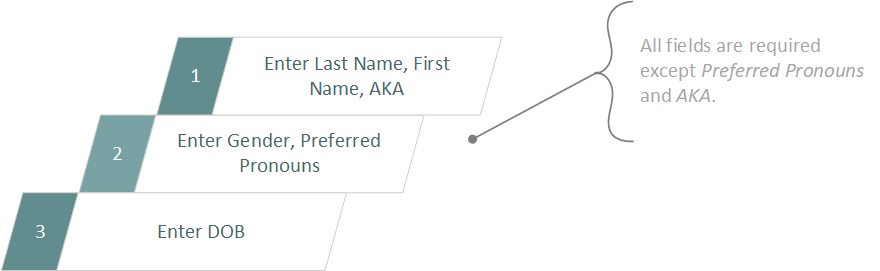 1
Enter Last Name, First
Name, AKA
2
Enter Gender, Preferred
Pronouns
3
Enter DOB
All fields are required
except Preferred Pronouns
and AKA.